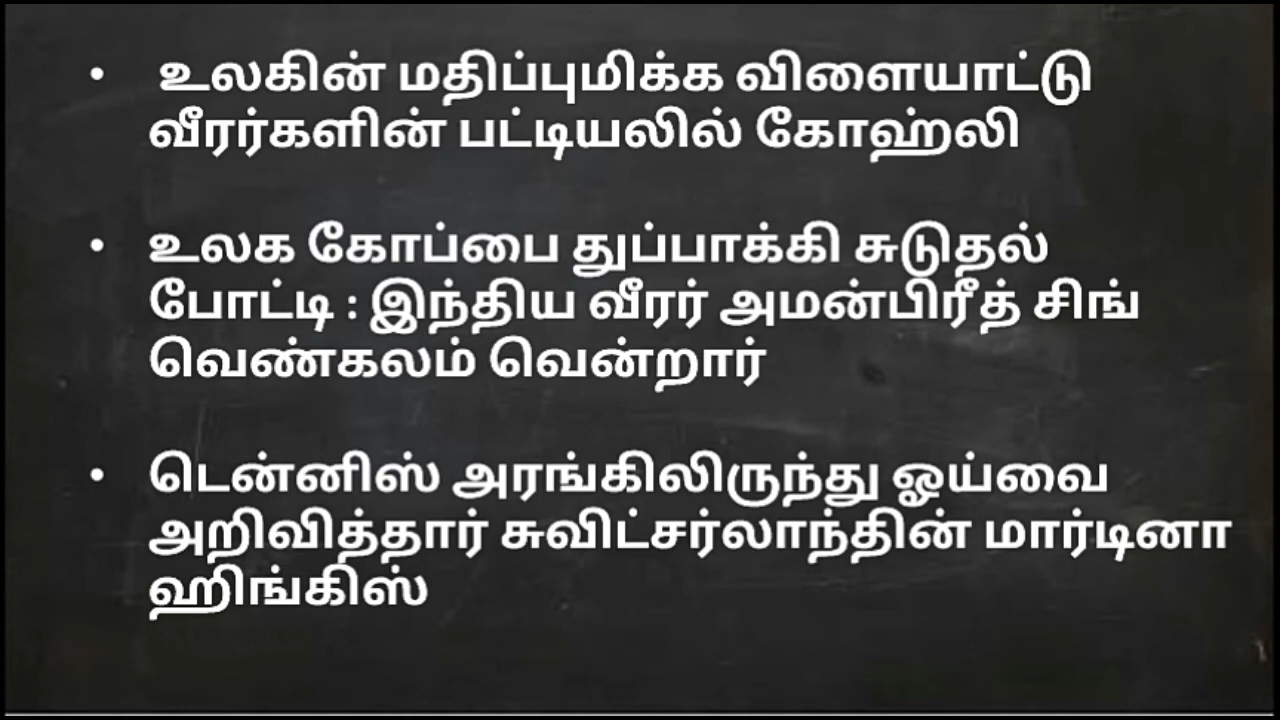 • உலகின் மதிப்புமிக்க விளையாட்டு
வீரர்களின் பட்டியலில் கோஹ்லி
• உலக கோப்பை துப்பாக்கி சுடுதல்
போட்டி : இந்திய வீரர் அமன்பிரீத் சிங்
வெண்கலம் வென்றார்
• டென்னிஸ் அரங்கிலிருந்து ஓய்வை
அறிவித்தார் சுவிட்சர்லாந்தின் மார்டினா
ஹிங்கிஸ்